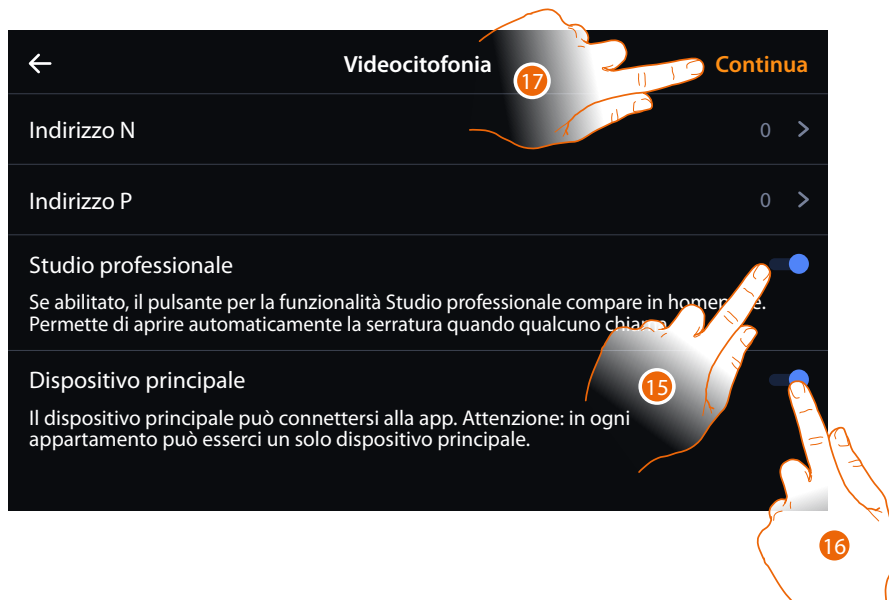 Videocitofonia
17
Continua
Indirizzo N
0
Indirizzo P
0
Studio professionale
Se abilitato, il pulsante per la funzionalità Studio professionale compare in
Permette di aprire automaticamente la serratura quando qualcuno
Dispositivo principale
15
Il dispositivo principale può connettersi alla app. Attenzione: in ogni
appartamento può esserci un solo dispositivo principale.
16